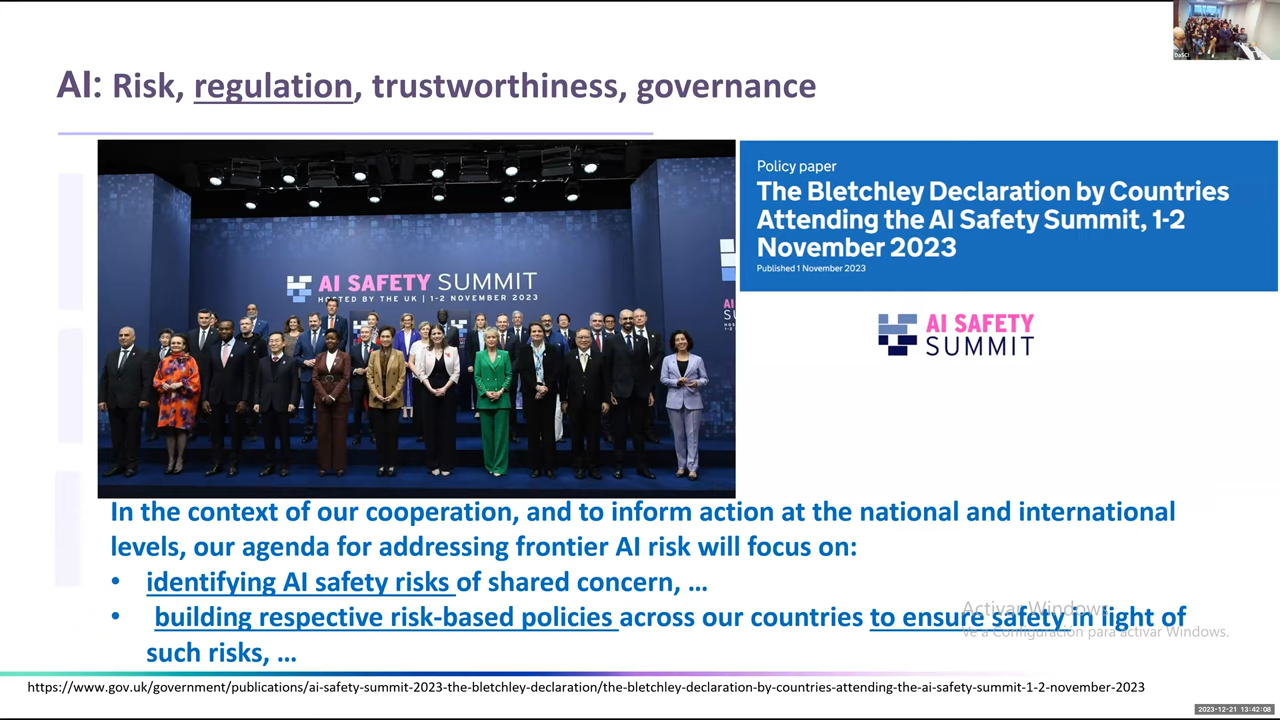 DaSCI
AI: Risk, regulation, trustworthiness, governance
AI SAFETY SUMMIT
HOSTED BY THE UK | 1-2 NOVEMBER 2023
Policy paper
The Bletchley Declaration by Countries
Attending the AI Safety Summit, 1-2
November 2023
Published 1 November 2023
AI SAFETY
SUMMIT
In the context of our cooperation, and to inform action at the national and international
levels, our agenda for addressing frontier AI risk will focus on:
• identifying AI safety risks of shared concern, …
• building respective risk-based policies across our countries to ensure safety in light of
such risks, …
Activar Windows
Ve a Configuración para activar Windows.
https://www.gov.uk/government/publications/ai-safety-summit-2023-the-bletchley-declaration/the-bletchley-declaration-by-countries-attending-the-ai-safety-summit-1-2-november-2023
2023-12-21 13:42:08